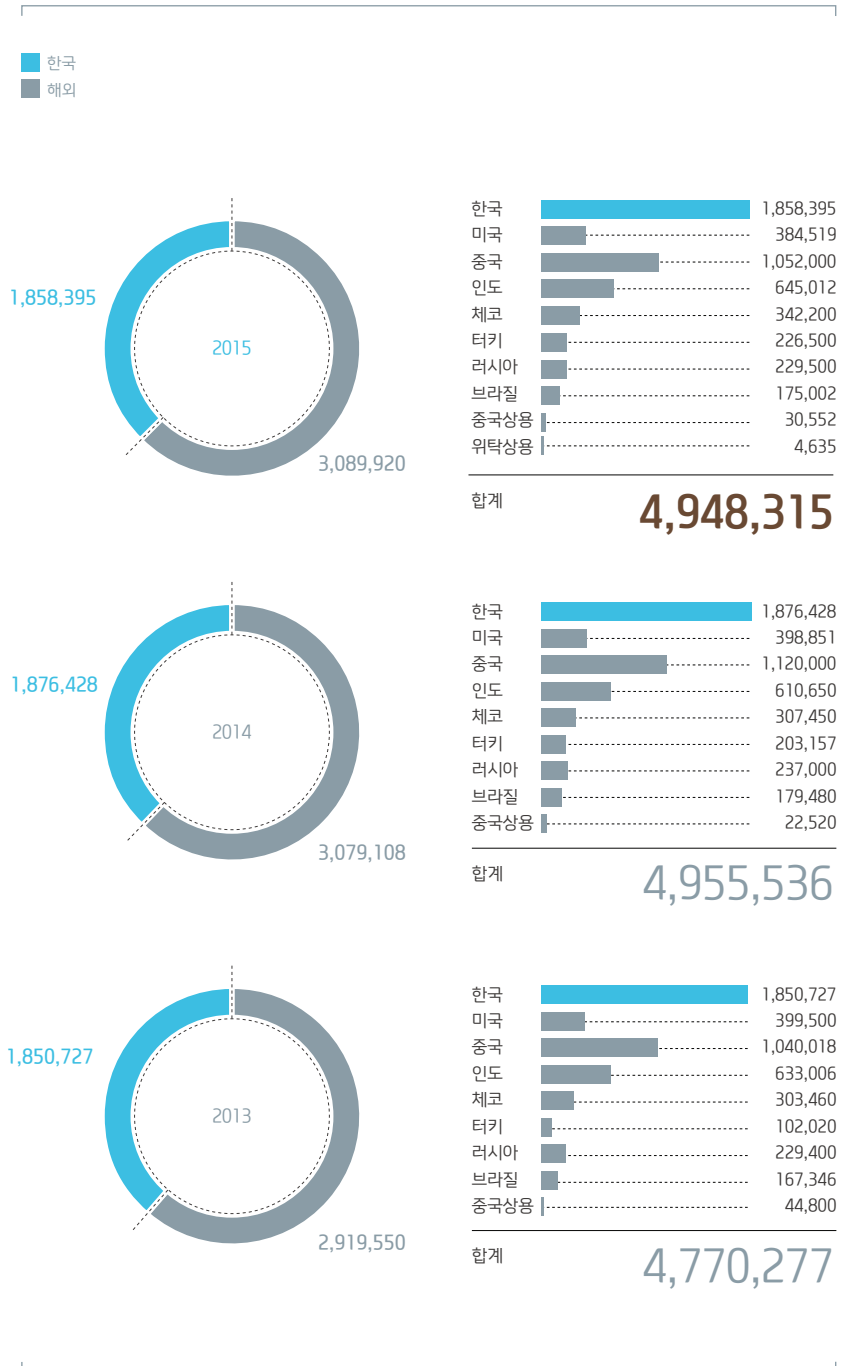 한국
해외
1,858,395
2015
3,089,920
한국 1,858,395
미국 384,519
중국 1,052,000
인도 645,012
체코 342,200
터키 226,500
러시아 229,500
브라질 175,002
중국상용 30,552
위탁상용 4,635
합계 4,948,315
1,876,428
2014
3,079,108
한국 1,876,428
미국 398,851
중국 1,120,000
인도 610,650
체코 307,450
터키 203,157
러시아 237,000
브라질 179,480
중국상용 22,520
합계 4,955,536
1,850,727
2013
2,919,550
한국 1,850,727
미국 399,500
중국 1,040,018
인도 633,006
체코 303,460
터키 102,020
러시아 229,400
브라질 167,346
중국상용 44,800
합계 4,770,277